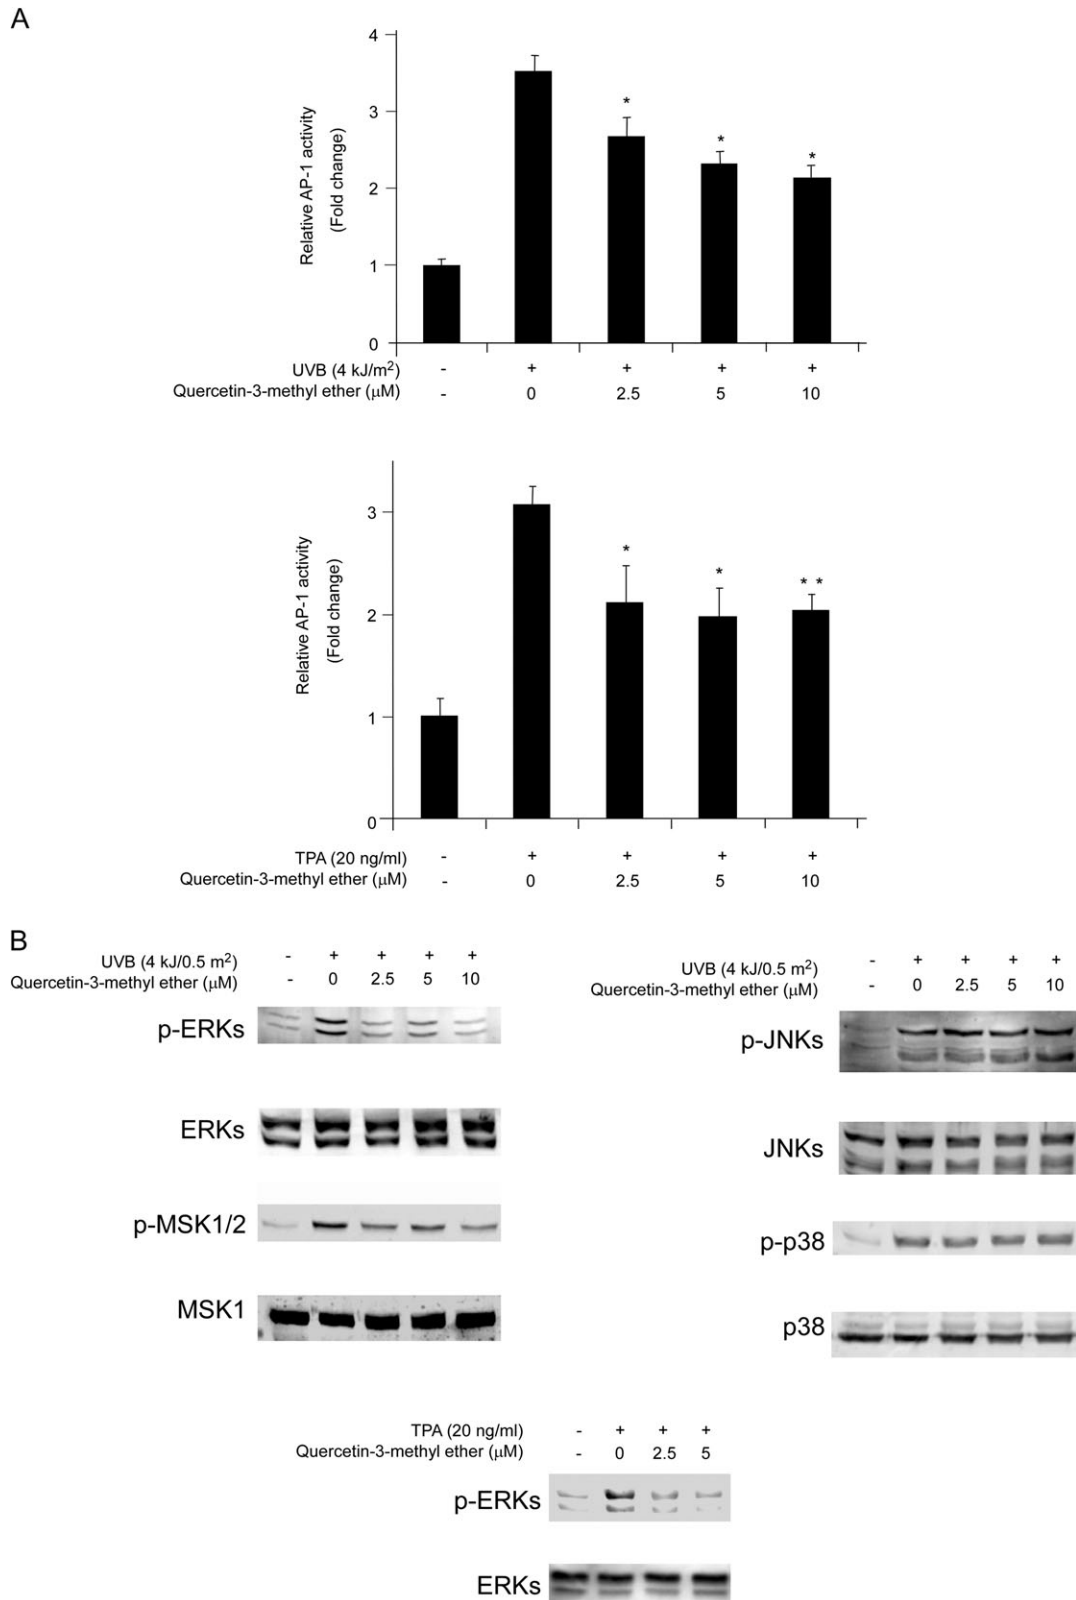 A
4
3
2
1
0
Relative AP-1 activity
(Fold change)
* * *
UVB (4 kJ/m²) - + + + +
Quercetin-3-methyl ether (μM) - 0 2.5 5 10
3
2
1
0
Relative AP-1 activity
(Fold change)
* * * *
TPA (20 ng/ml) - + + + +
Quercetin-3-methyl ether (μM) - 0 2.5 5 10
B
UVB (4 kJ/0.5 m²) - + + + +
Quercetin-3-methyl ether (μM) - 0 2.5 5 10
p-ERKs
ERKs
p-MSK1/2
MSK1
UVB (4 kJ/0.5 m²) - + + + +
Quercetin-3-methyl ether (μM) - 0 2.5 5 10
p-JNKs
JNKs
p-p38
p38
TPA (20 ng/ml) - + + +
Quercetin-3-methyl ether (μM) - 0 2.5 5
p-ERKs
ERKs